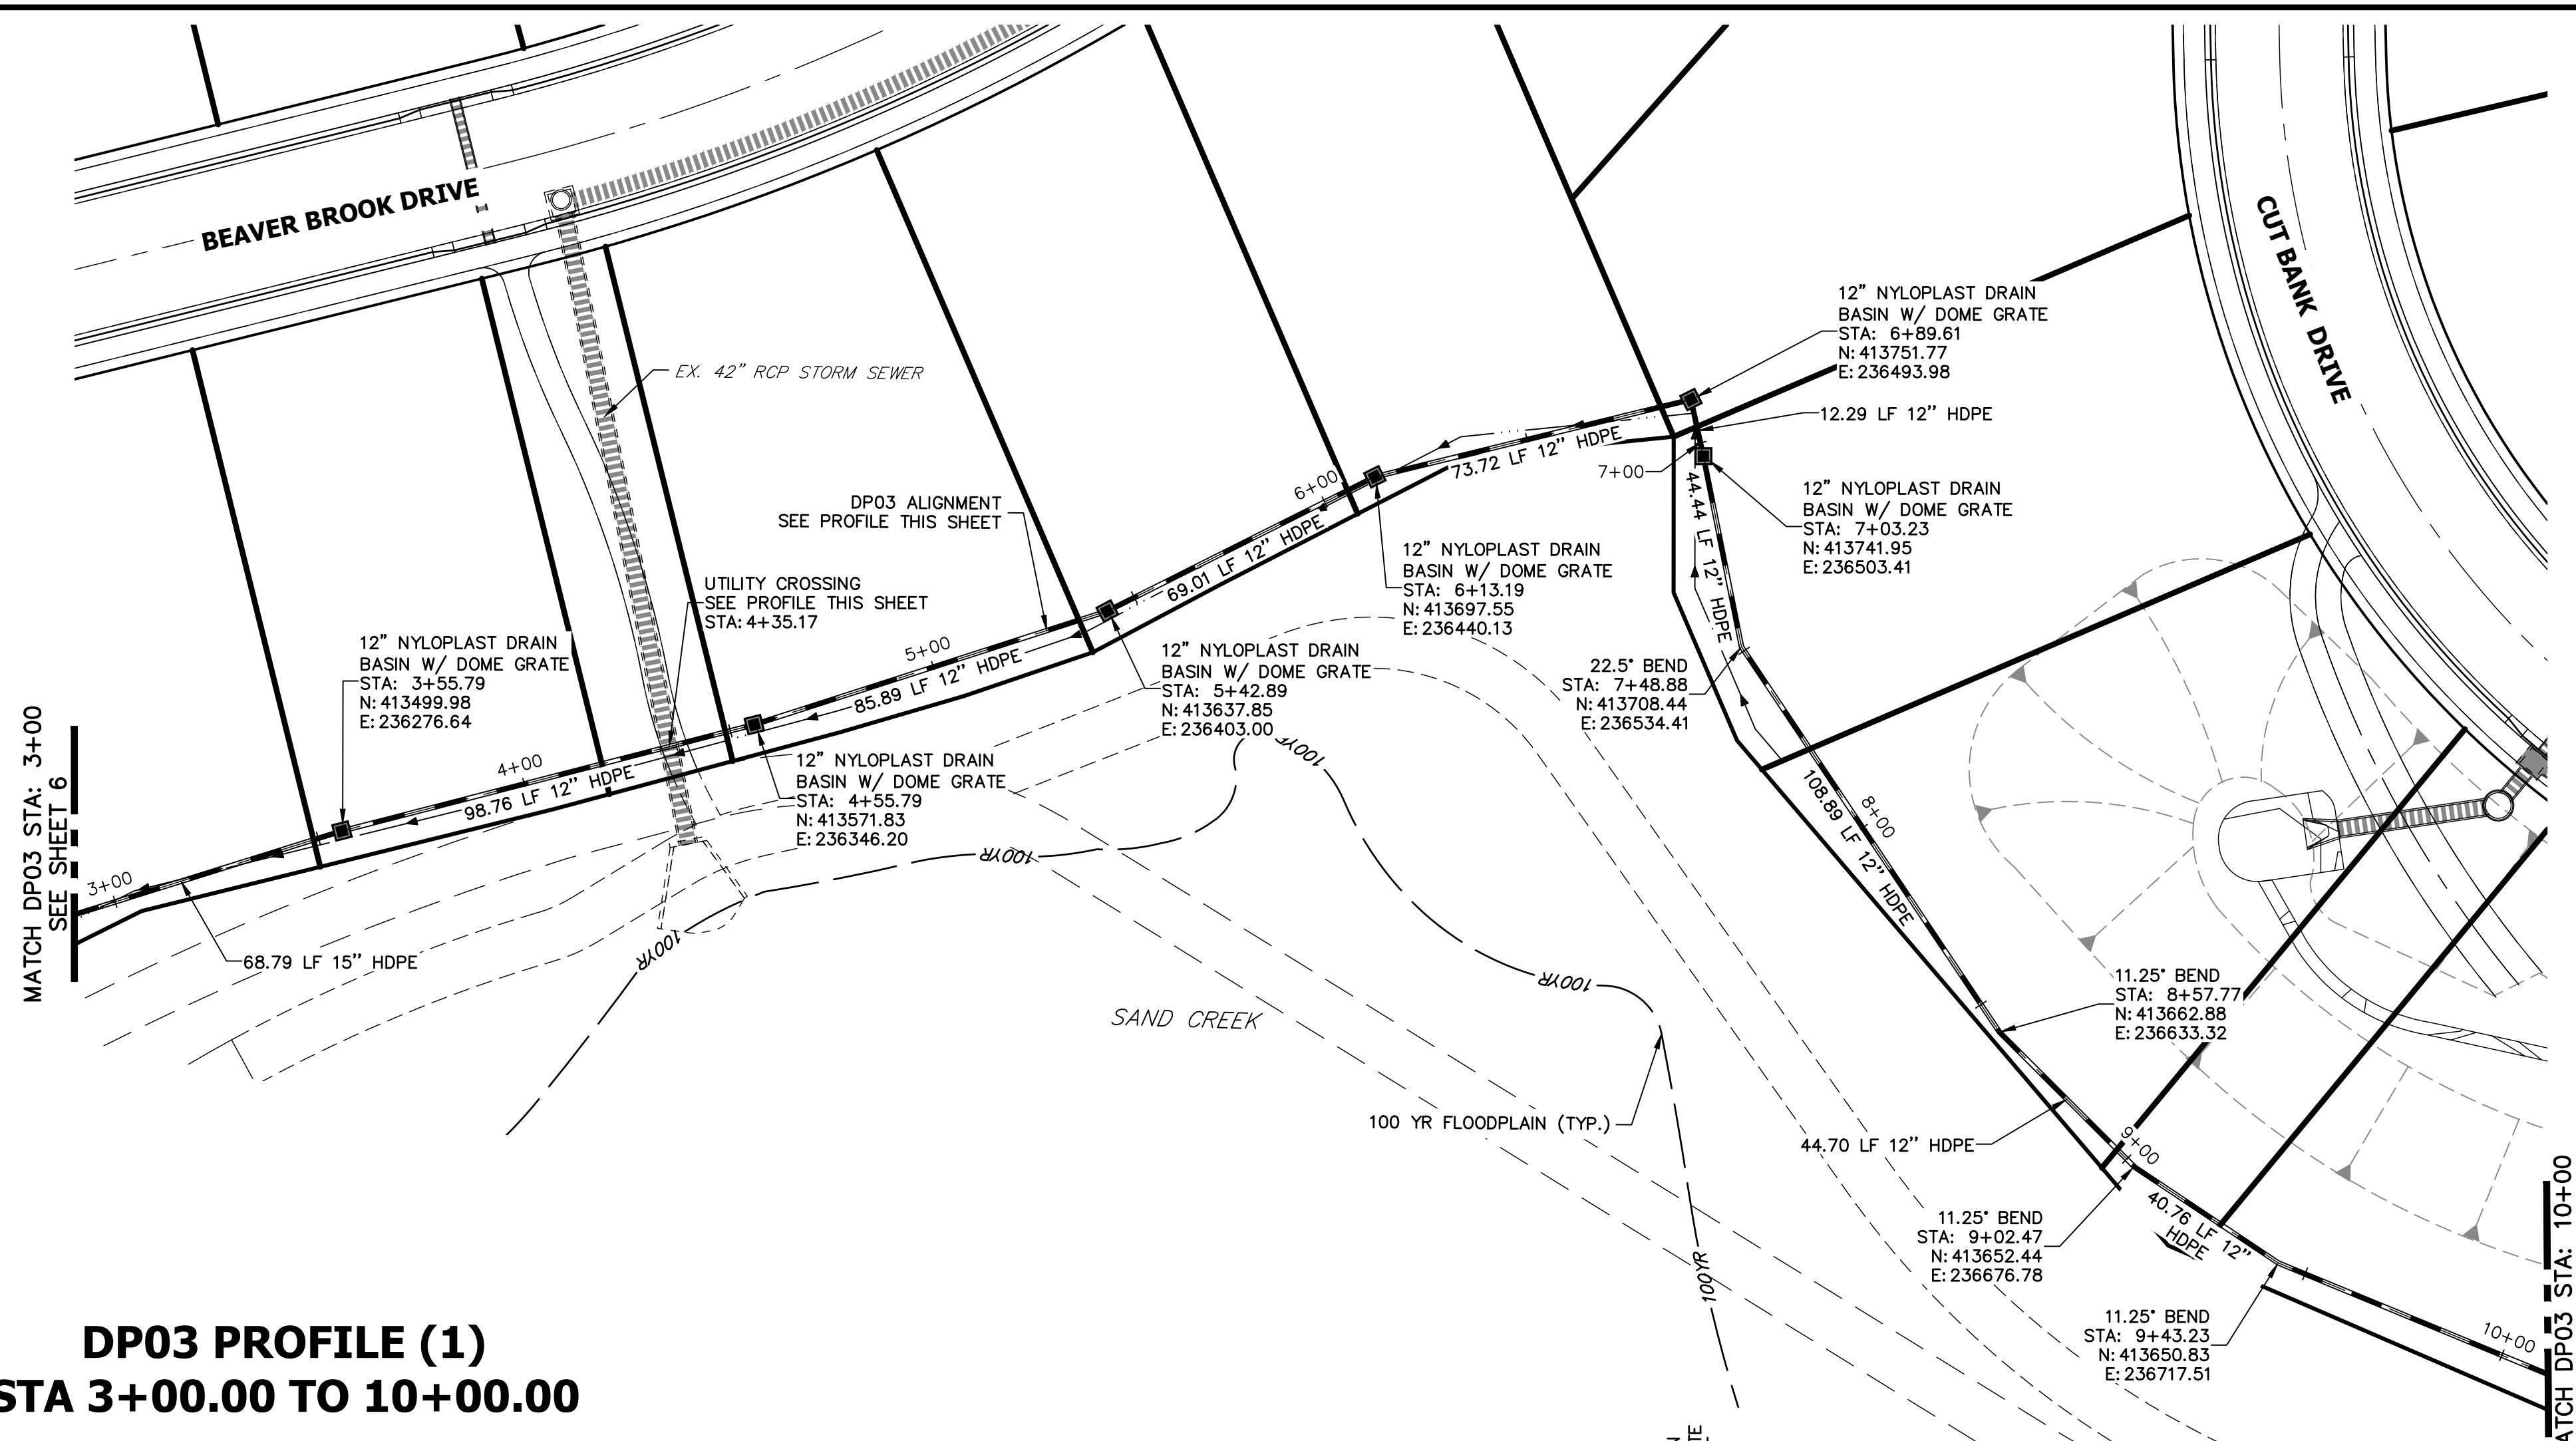 BEAVER BROOK DRIVE
CUT BANK DRIVE
EX. 42" RCP STORM SEWER
12" NYLOPLAST DRAIN
BASIN W/ DOME GRATE
STA: 6+89.61
N: 413751.77
E: 236493.98
12.29 LF 12" HDPE
73.72 LF 12" HDPE
7+00
44.44 LF 12" HDPE
12" NYLOPLAST DRAIN
BASIN W/ DOME GRATE
STA: 7+03.23
N: 413741.95
E: 236503.41
6+00
DP03 ALIGNMENT
SEE PROFILE THIS SHEET
69.01 LF 12" HDPE
12" NYLOPLAST DRAIN
BASIN W/ DOME GRATE
STA: 6+13.19
N: 413697.55
E: 236440.13
UTILITY CROSSING
SEE PROFILE THIS SHEET
STA: 4+35.17
5+00
85.89 LF 12" HDPE
12" NYLOPLAST DRAIN
BASIN W/ DOME GRATE
STA: 5+42.89
N: 413637.85
E: 236403.00
22.5° BEND
STA: 7+48.88
N: 413708.44
E: 236534.41
12" NYLOPLAST DRAIN
BASIN W/ DOME GRATE
STA: 3+55.79
N: 413499.98
E: 236276.64
4+00
98.76 LF 12" HDPE
12" NYLOPLAST DRAIN
BASIN W/ DOME GRATE
STA: 4+55.79
N: 413571.83
E: 236346.20
MATCH DP03 STA: 3+00
SEE SHEET 6
3+00
68.79 LF 15" HDPE
100YR
100YR
100YR
100YR
100YR
SAND CREEK
100 YR FLOODPLAIN (TYP.)
8+00
108.89 LF 12" HDPE
11.25° BEND
STA: 8+57.77
N: 413662.88
E: 236633.32
44.70 LF 12" HDPE
9+00
11.25° BEND
STA: 9+02.47
N: 413652.44
E: 236676.78
40.76 LF 12"
HDPE
11.25° BEND
STA: 9+43.23
N: 413650.83
E: 236717.51
10+00
MATCH DP03 STA: 10+00
DP03 PROFILE (1)
STA 3+00.00 TO 10+00.00